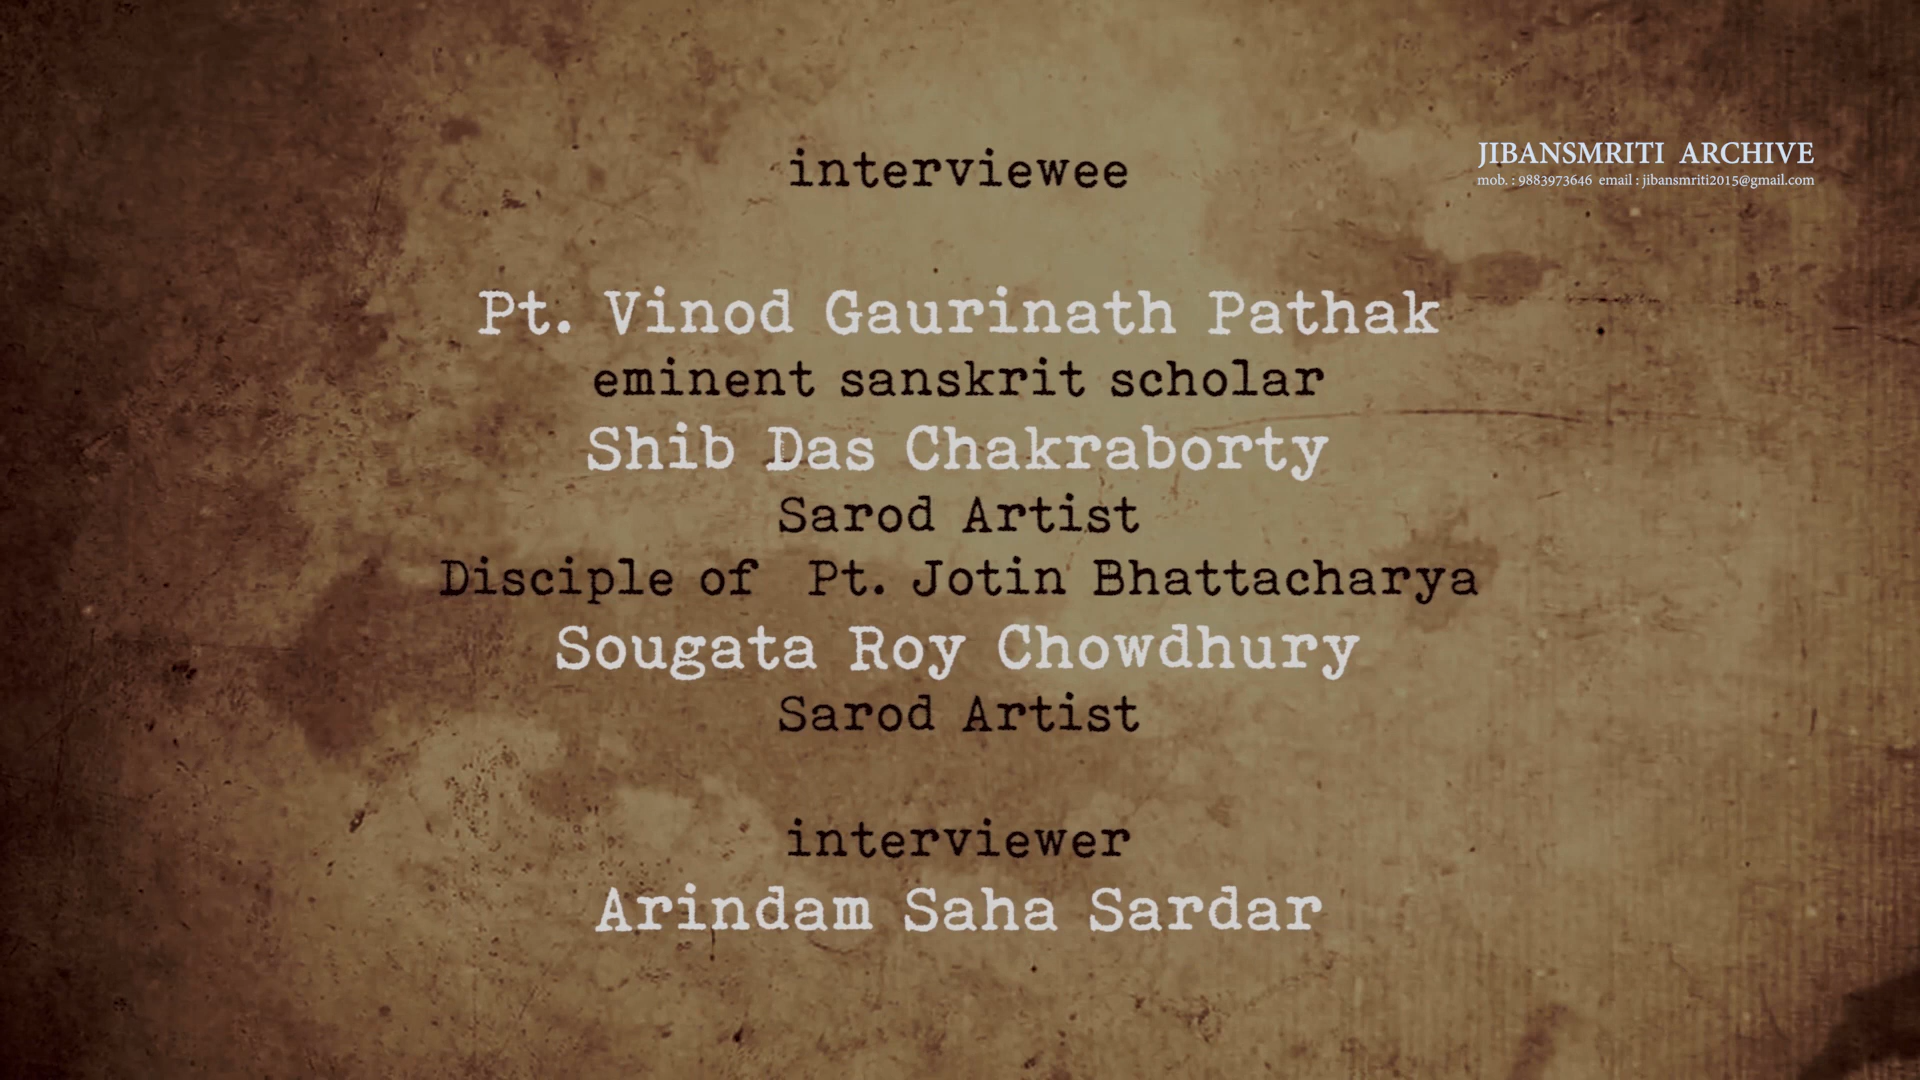 interviewee
JIBANSMRITI ARCHIVE
mob. : 9883973646 email : jibansmriti2015@gmail.com
Pt. Vinod Gaurinath Pathak
eminent sanskrit scholar
Shib Das Chakraborty
Sarod Artist
Disciple of Pt. Jotin Bhattacharya
Sougata Roy Chowdhury
Sarod Artist
interviewer
Arindam Saha Sardar